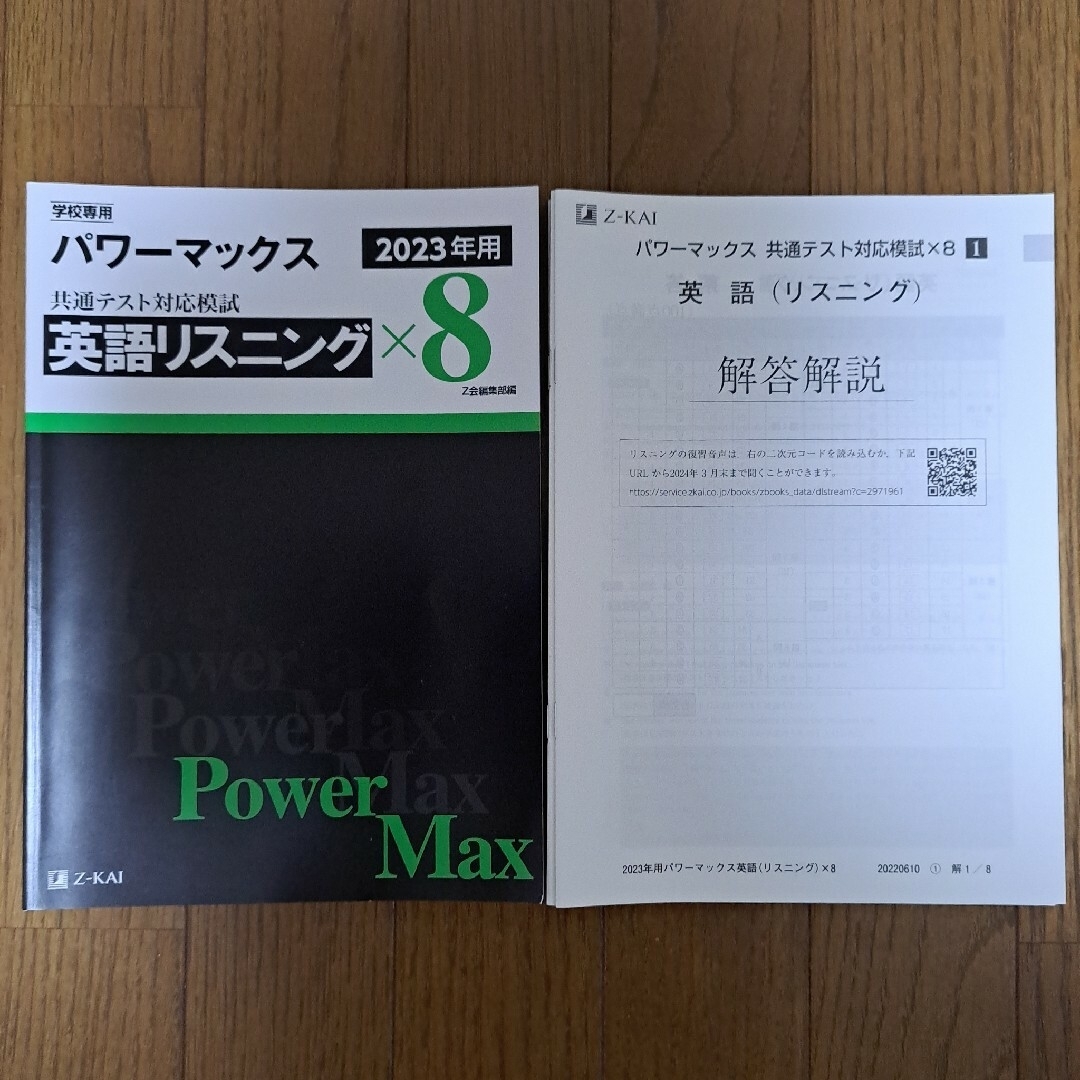 学校専用
パワーマックス
2023年用
共通テスト対応模試
英語リスニング×8
Z会編集部編
Power Max
Power Max
Power
Max
Z-KAI
Z-KAI
パワーマックス 共通テスト対応模試×8 1
英 語（リスニング）
解答解説
リスニングの復習音声は、右の二次元コードを読み込むか、下記
URL から2024年3月末まで聞くことができます。
https://service.zkai.co.jp/books/zbooks_data/dlstream?c=2971961
2023年用パワーマックス英語（リスニング）×8 20220610 ① 解1／8